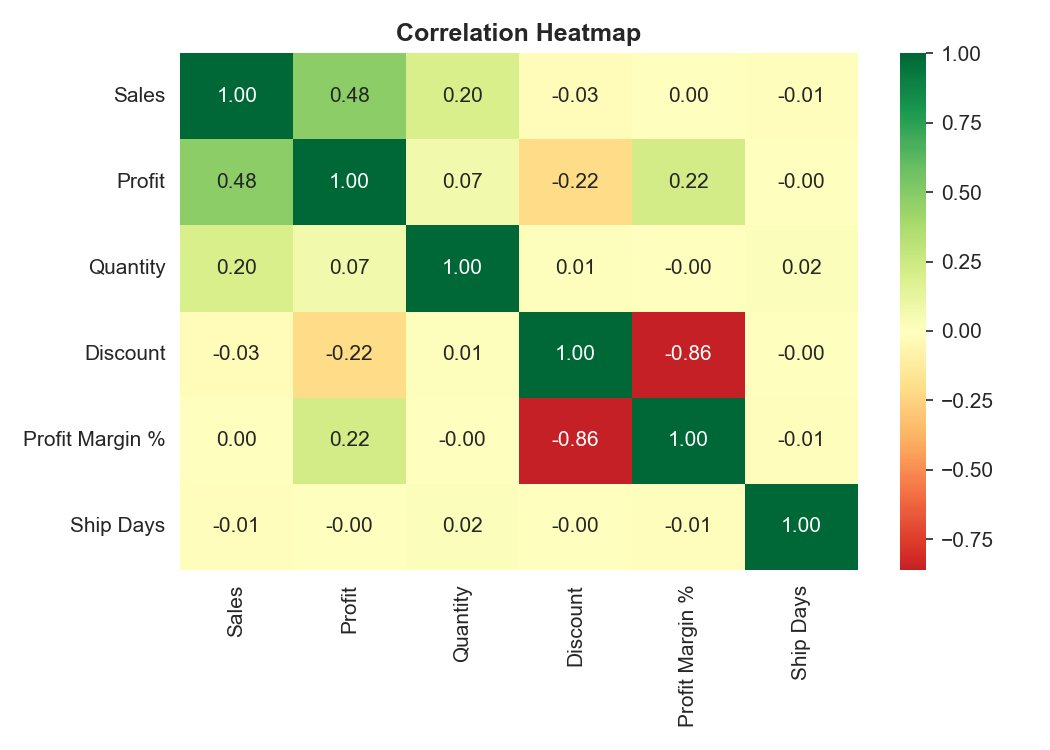 Correlation Heatmap
Sales 1.00 0.48 0.20 -0.03 0.00 -0.01
Profit 0.48 1.00 0.07 -0.22 0.22 -0.00
Quantity 0.20 0.07 1.00 0.01 -0.00 0.02
Discount -0.03 -0.22 0.01 1.00 -0.86 -0.00
Profit Margin % 0.00 0.22 -0.00 -0.86 1.00 -0.01
Ship Days -0.01 -0.00 0.02 -0.00 -0.01 1.00
Sales
Profit
Quantity
Discount
Profit Margin %
Ship Days
1.00
0.75
0.50
0.25
0.00
−0.25
−0.50
−0.75